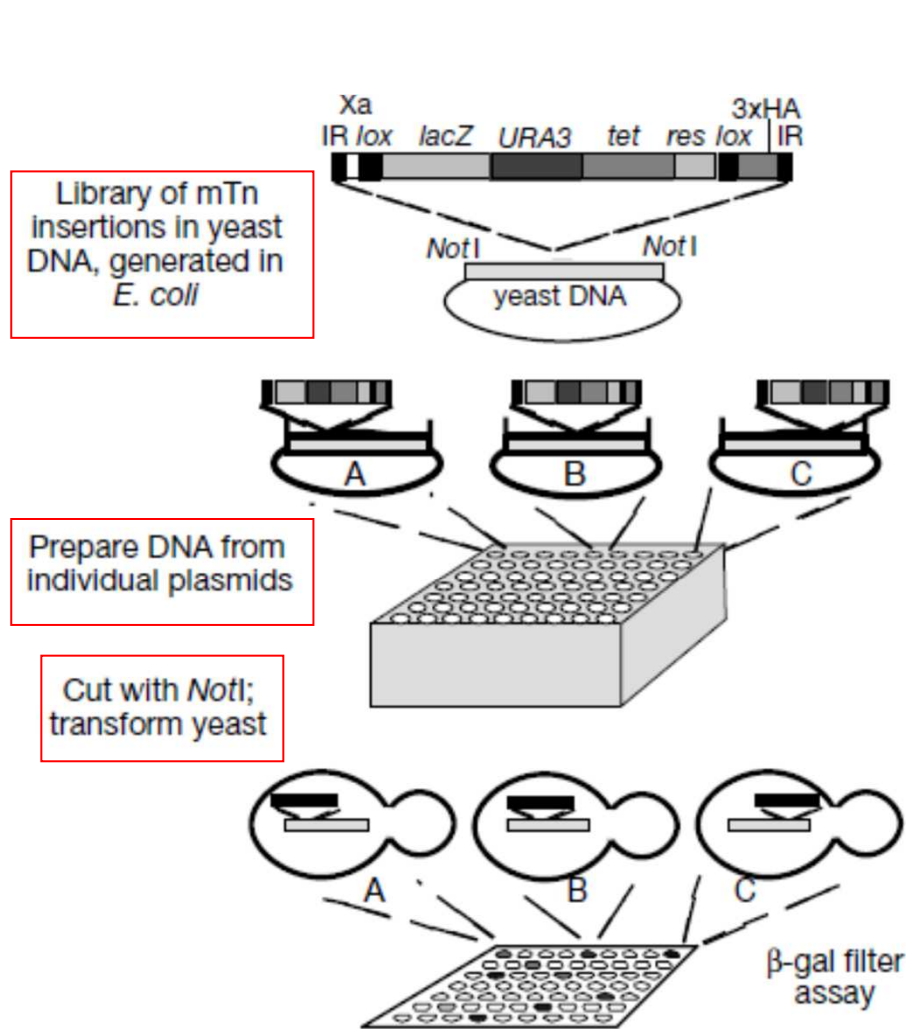 Xa
3xHA
IR lox lacZ URA3 tet res lox IR
Library of mTn
insertions in yeast
DNA, generated in
E. coli
NotI
NotI
yeast DNA
A
B
C
Prepare DNA from
individual plasmids
Cut with NotI;
transform yeast
A
B
C
β-gal filter
assay